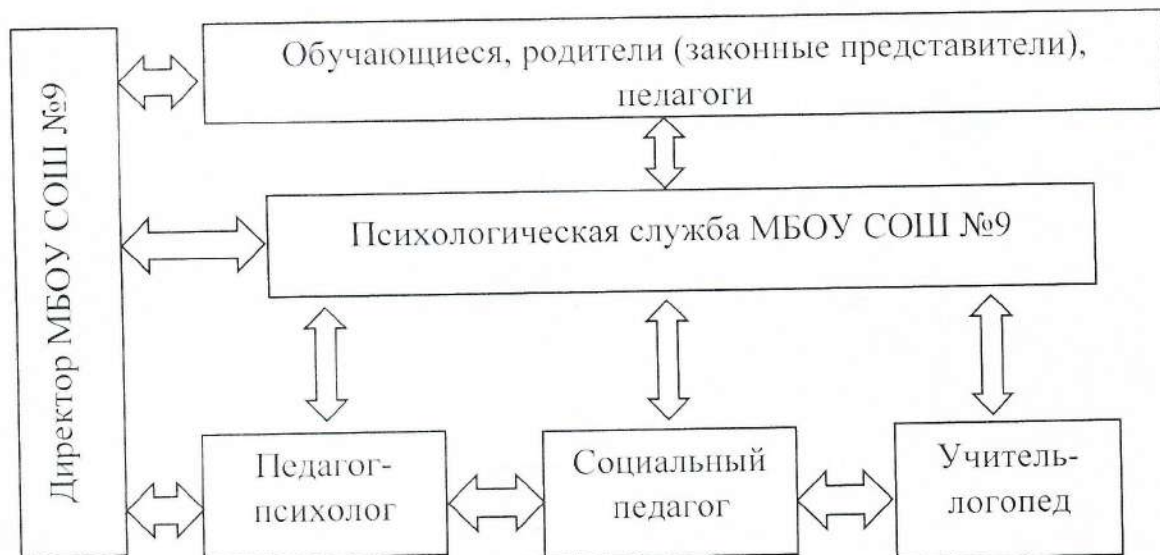 Директор МБОУ СОШ №9
Обучающиеся, родители (законные представители),
педагоги
Психологическая служба МБОУ СОШ №9
Педагог-
психолог
Социальный
педагог
Учитель-
логопед